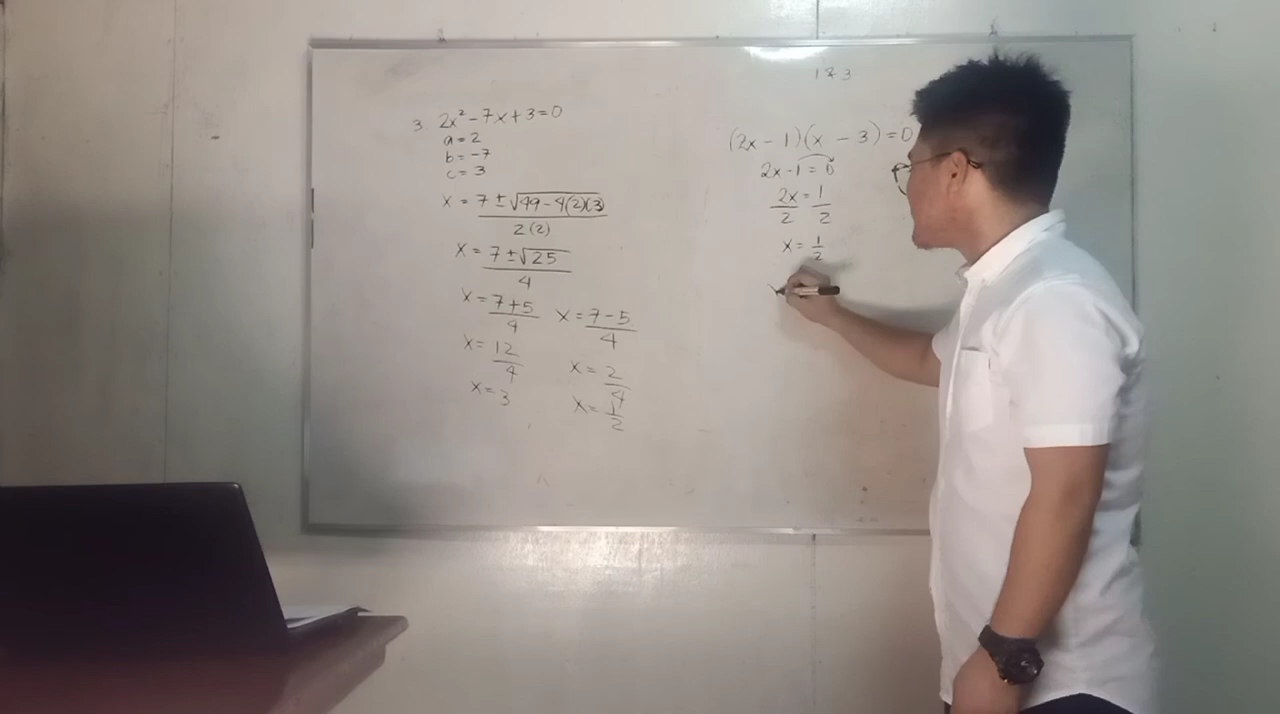 3. 2x² - 7x + 3 = 0
a = 2
b = -7
c = 3
x = 7 ± √49 - 4(2)(3)
2(2)
x = 7 ± √25
4
x = 7 + 5 x = 7 - 5
4 4
x = 12 x = 2
4 4
x = 3 x = 1
2
1 & 3
(2x - 1)(x - 3) = 0
2x - 1 = 0
2x = 1
2 2
x = 1
2